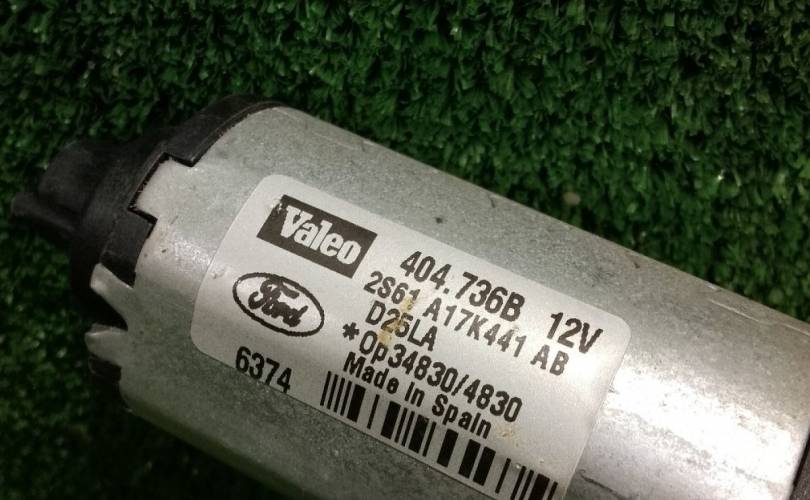 Valeo
404.736B 12V
Ford
2S61 A17K441 AB
D25LA
*Op34830/4830
6374
Made In Spain